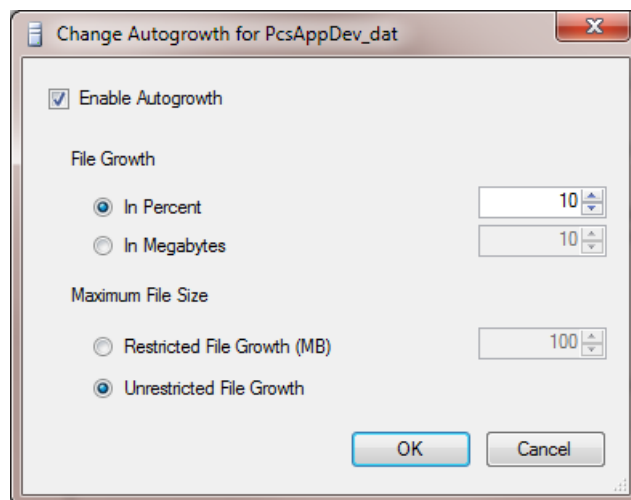 Change Autogrowth for PcsAppDev_dat
Enable Autogrowth
File Growth
In Percent 10
In Megabytes 10
Maximum File Size
Restricted File Growth (MB) 100
Unrestricted File Growth
OK Cancel